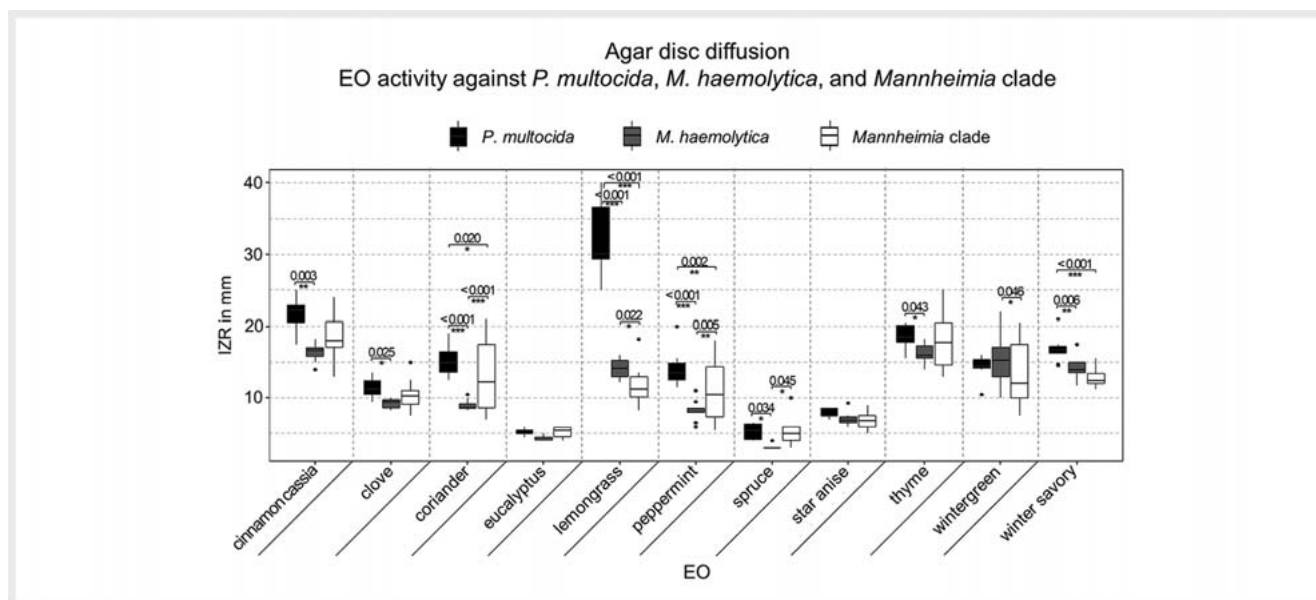 Agar disc diffusion
EO activity against P. multocida, M. haemolytica, and Mannheimia clade
P. multocida M. haemolytica Mannheimia clade
IZR in mm
40
30
20
10
0.003
**
0.025
*
0.020
*
<0.001
***
<0.001
***
<0.001
***
<0.001
***
0.022
*
0.002
**
<0.001
***
0.005
**
0.034
*
0.045
0.043
*
0.046
*
<0.001
***
0.006
**
cinnamoncassia
clove
coriander
eucalyptus
lemongrass
peppermint
spruce
star anise
thyme
wintergreen
winter savory
EO